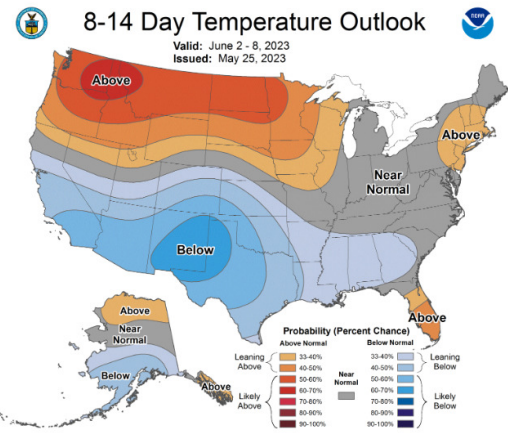 8-14 Day Temperature Outlook
Valid: June 2 - 8, 2023
Issued: May 25, 2023
NOAA
Above
Above
Near
Normal
Below
Above
Above
Near
Normal
Below
Above
Probability (Percent Chance)
Above Normal
Below Normal
Leaning
Above
33-40%
40-50%
Likely
Above
50-60%
60-70%
70-80%
80-90%
90-100%
Near
Normal
33-40%
40-50%
Leaning
Below
50-60%
60-70%
70-80%
80-90%
90-100%
Likely
Below